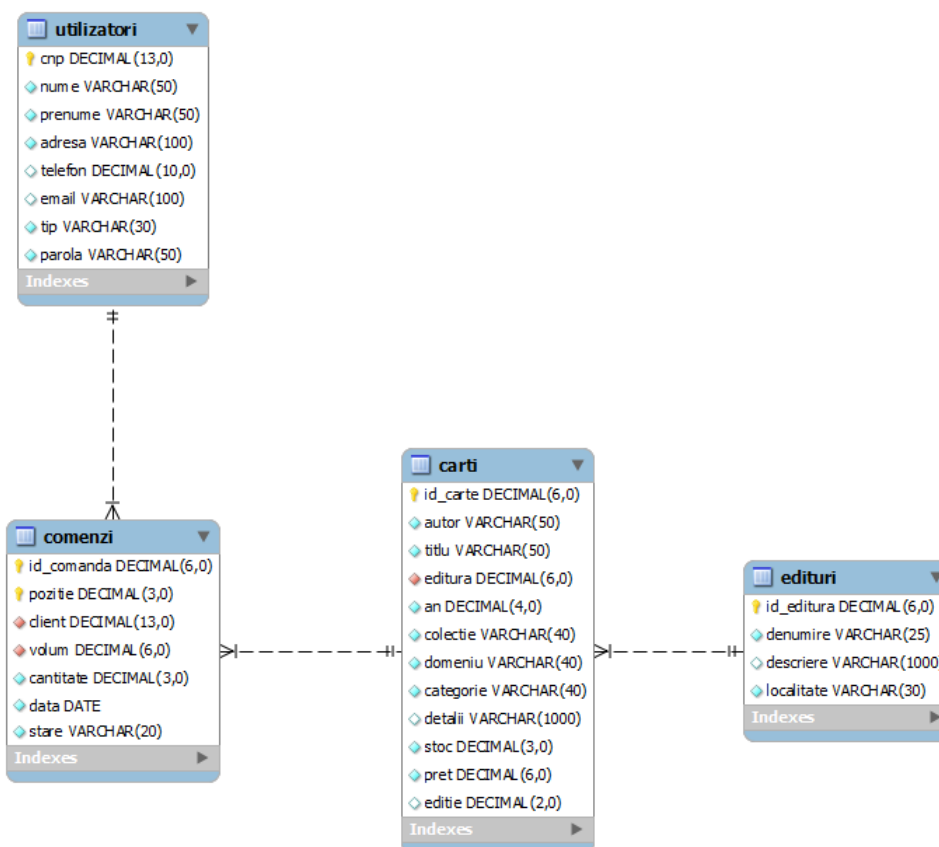 utilizatori
cnp DECIMAL(13,0)
nume VARCHAR(50)
prenume VARCHAR(50)
adresa VARCHAR(100)
telefon DECIMAL(10,0)
email VARCHAR(100)
tip VARCHAR(30)
parola VARCHAR(50)
Indexes
comenzi
id_comanda DECIMAL(6,0)
pozitie DECIMAL(3,0)
client DECIMAL(13,0)
volum DECIMAL(6,0)
cantitate DECIMAL(3,0)
data DATE
stare VARCHAR(20)
Indexes
carti
id_carte DECIMAL(6,0)
autor VARCHAR(50)
titlu VARCHAR(50)
editura DECIMAL(6,0)
an DECIMAL(4,0)
colectie VARCHAR(40)
domeniu VARCHAR(40)
categorie VARCHAR(40)
detalii VARCHAR(1000)
stoc DECIMAL(3,0)
pret DECIMAL(6,0)
editie DECIMAL(2,0)
Indexes
edituri
id_editura DECIMAL(6,0)
denumire VARCHAR(25)
descriere VARCHAR(1000
localitate VARCHAR(30)
Indexes